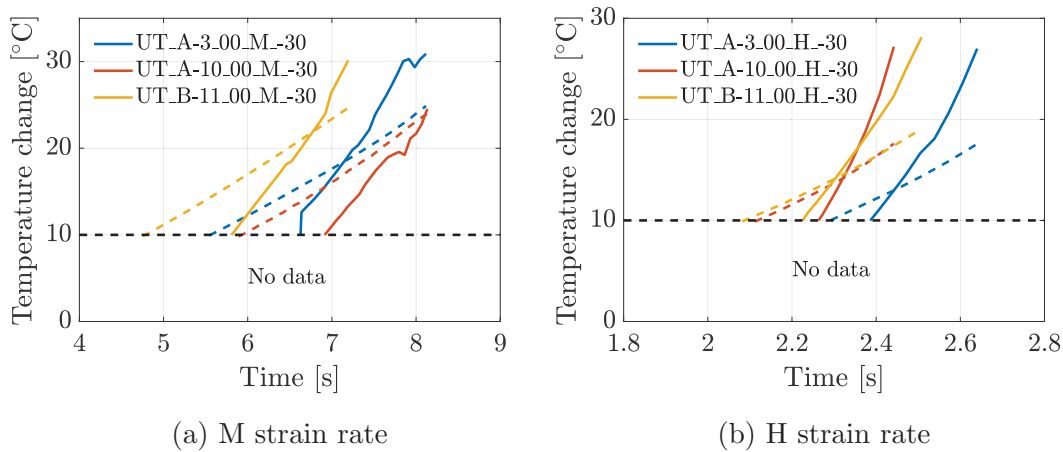 Temperature change [°C]
30
20
10
0
UT_A-3_00_M_-30
UT_A-10_00_M_-30
UT_B-11_00_M_-30
No data
4 5 6 7 8 9
Time [s]
(a) M strain rate
Temperature change [°C]
30
20
10
0
UT_A-3_00_H_-30
UT_A-10_00_H_-30
UT_B-11_00_H_-30
No data
1.8 2 2.2 2.4 2.6 2.8
Time [s]
(b) H strain rate